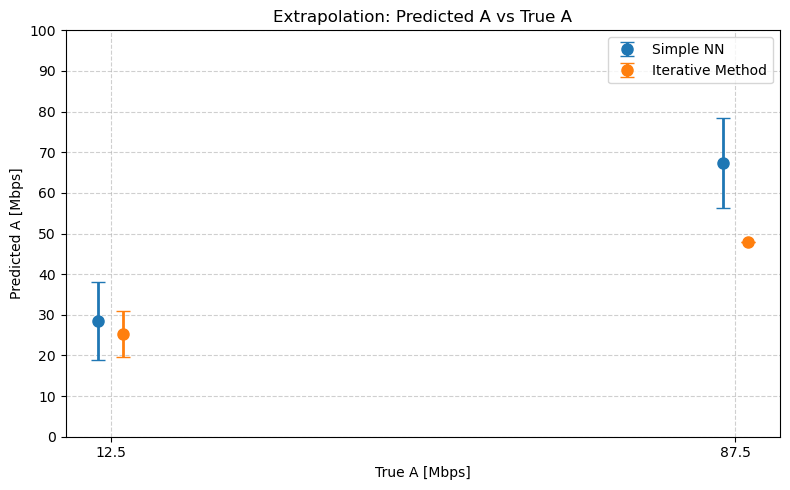 Extrapolation: Predicted A vs True A
Simple NN
Iterative Method
Predicted A [Mbps]
100
90
80
70
60
50
40
30
20
10
0
12.5
87.5
True A [Mbps]